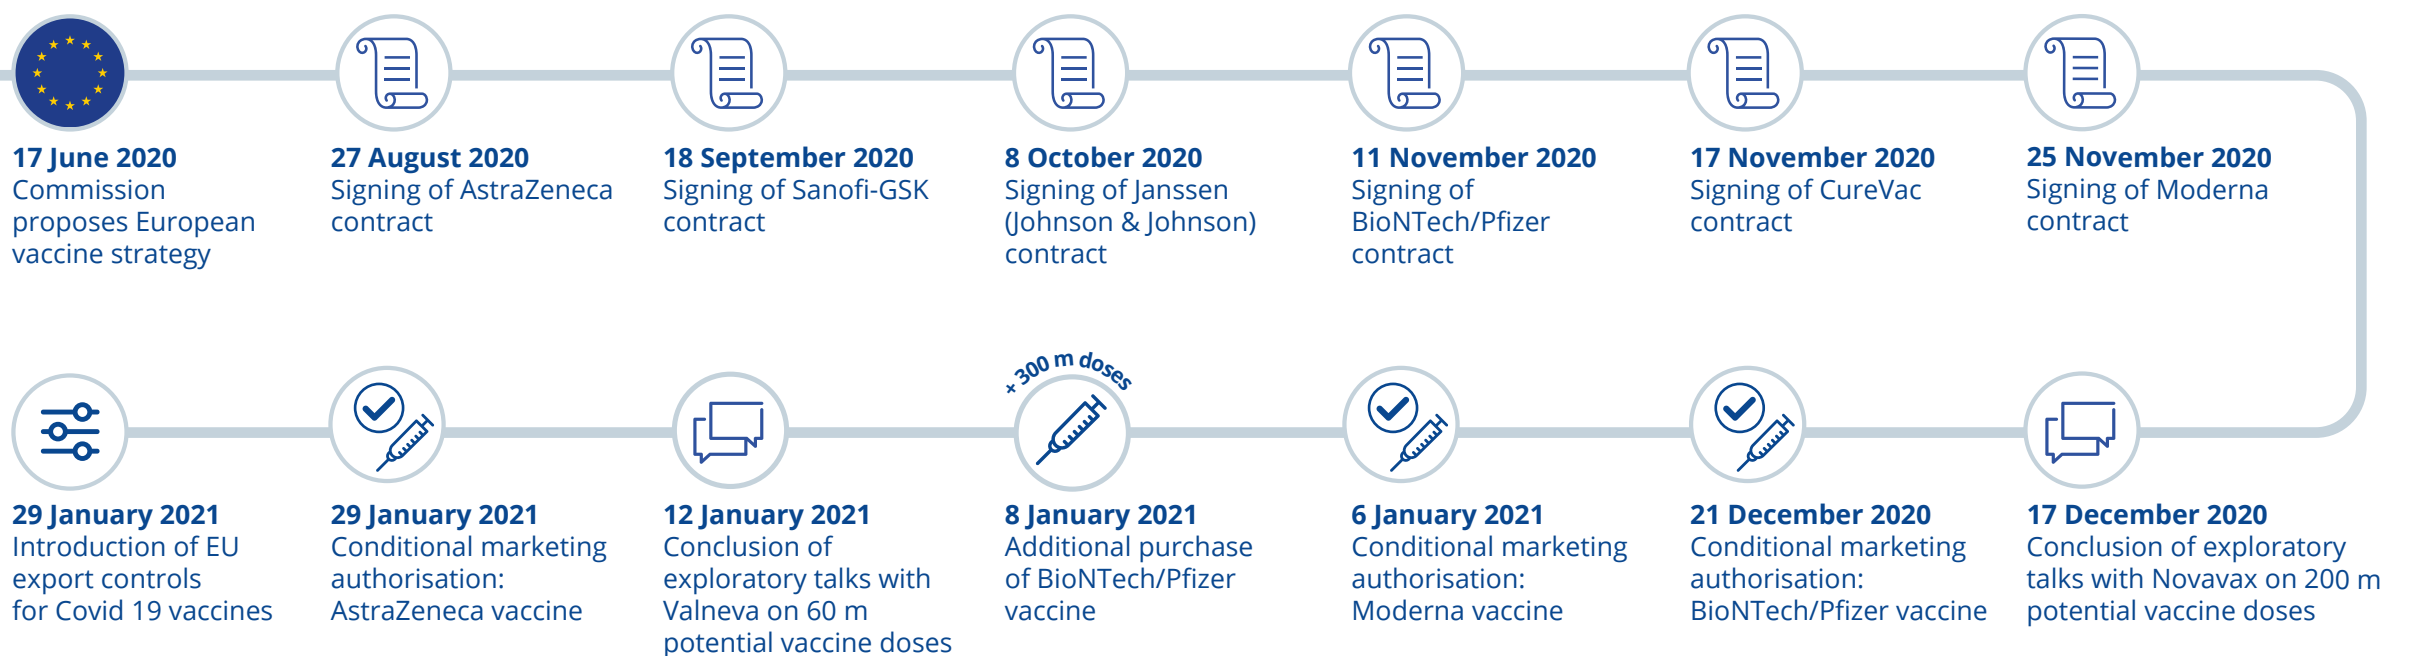 17 June 2020
Commission
proposes European
vaccine strategy
27 August 2020
Signing of AstraZeneca
contract
18 September 2020
Signing of Sanofi-GSK
contract
8 October 2020
Signing of Janssen
(Johnson & Johnson)
contract
11 November 2020
Signing of
BioNTech/Pfizer
contract
17 November 2020
Signing of CureVac
contract
25 November 2020
Signing of Moderna
contract
29 January 2021
Introduction of EU
export controls
for Covid 19 vaccines
29 January 2021
Conditional marketing
authorisation:
AstraZeneca vaccine
12 January 2021
Conclusion of
exploratory talks with
Valneva on 60 m
potential vaccine doses
+ 300 m doses
8 January 2021
Additional purchase
of BioNTech/Pfizer
vaccine
6 January 2021
Conditional marketing
authorisation:
Moderna vaccine
21 December 2020
Conditional marketing
authorisation:
BioNTech/Pfizer vaccine
17 December 2020
Conclusion of exploratory
talks with Novavax on 200 m
potential vaccine doses